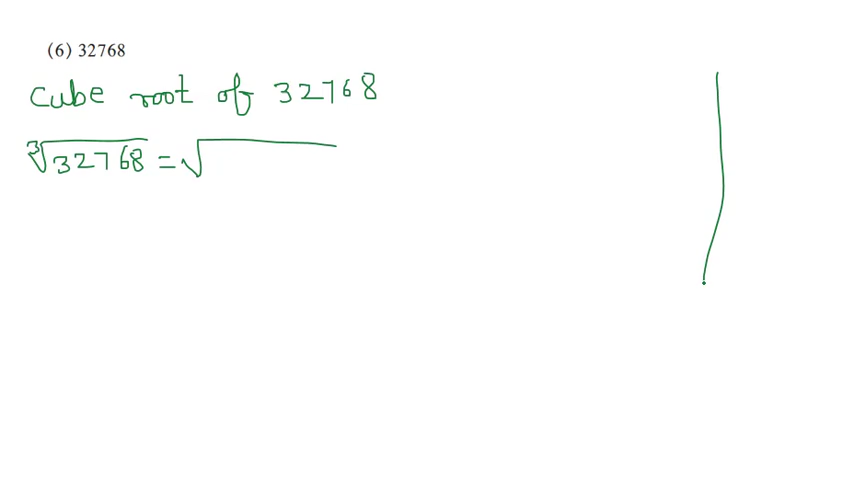 (6) 32768
Cube root of 32768
∛32768 = √